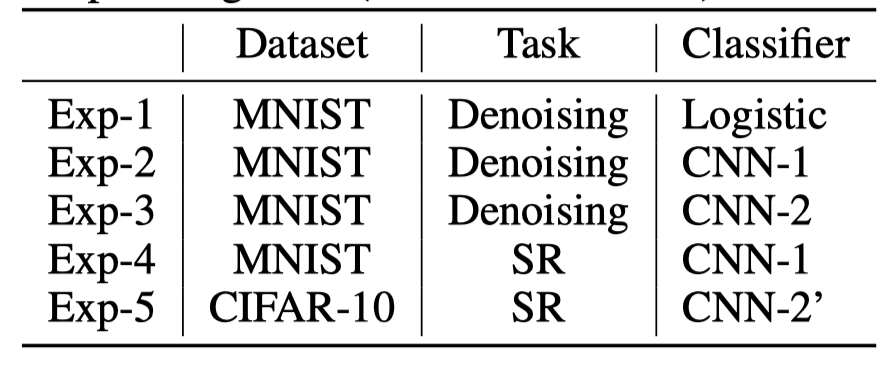 Dataset Task Classifier
Exp-1 MNIST Denoising Logistic
Exp-2 MNIST Denoising CNN-1
Exp-3 MNIST Denoising CNN-2
Exp-4 MNIST SR CNN-1
Exp-5 CIFAR-10 SR CNN-2’